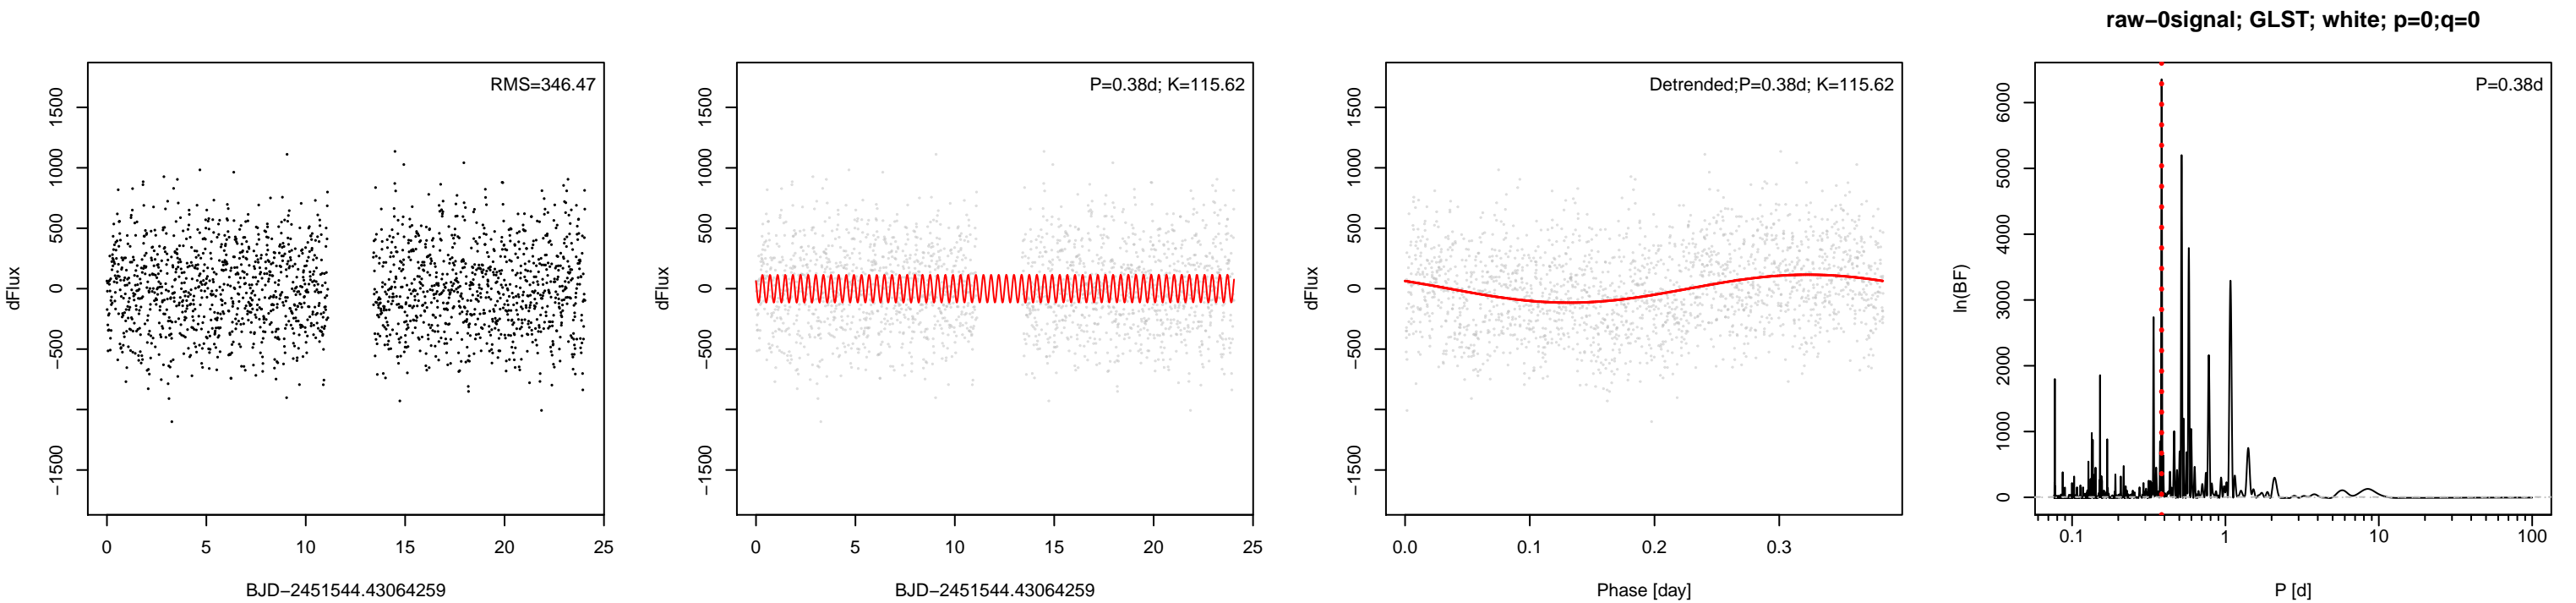 raw−0signal; GLST; white; p=0;q=0
RMS=346.47
dFlux
−1500
−500
0
500
1000
1500
0 5 10 15 20 25
BJD−2451544.43064259
P=0.38d; K=115.62
dFlux
−1500
−500
0
500
1000
1500
0 5 10 15 20 25
BJD−2451544.43064259
Detrended;P=0.38d; K=115.62
dFlux
−1500
−500
0
500
1000
1500
0.0 0.1 0.2 0.3
Phase [day]
P=0.38d
ln(BF)
0
1000
2000
3000
4000
5000
6000
0.1 1 10 100
P [d]